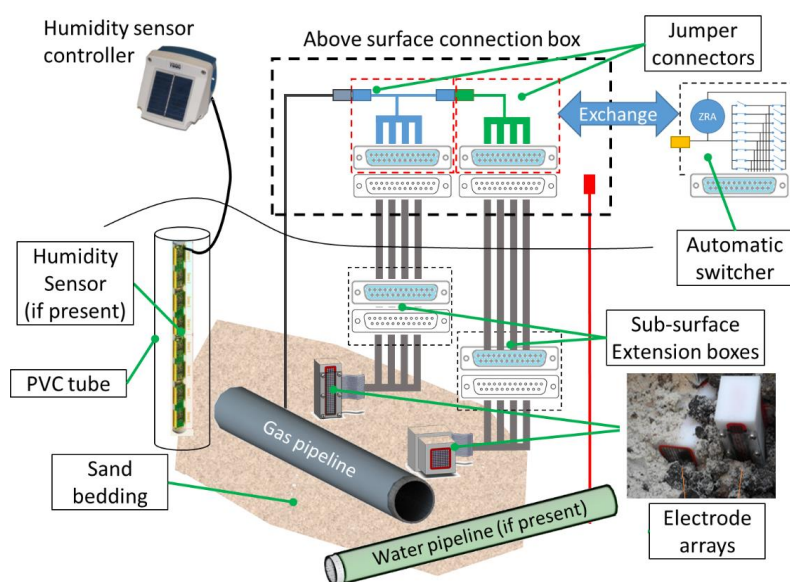 Humidity sensor
controller
Above surface connection box
Jumper
connectors
Exchange
ZRA
Automatic
switcher
Humidity
Sensor
(if present)
PVC tube
Sub-surface
Extension boxes
Gas pipeline
Sand
bedding
Water pipeline (if present)
Electrode
arrays